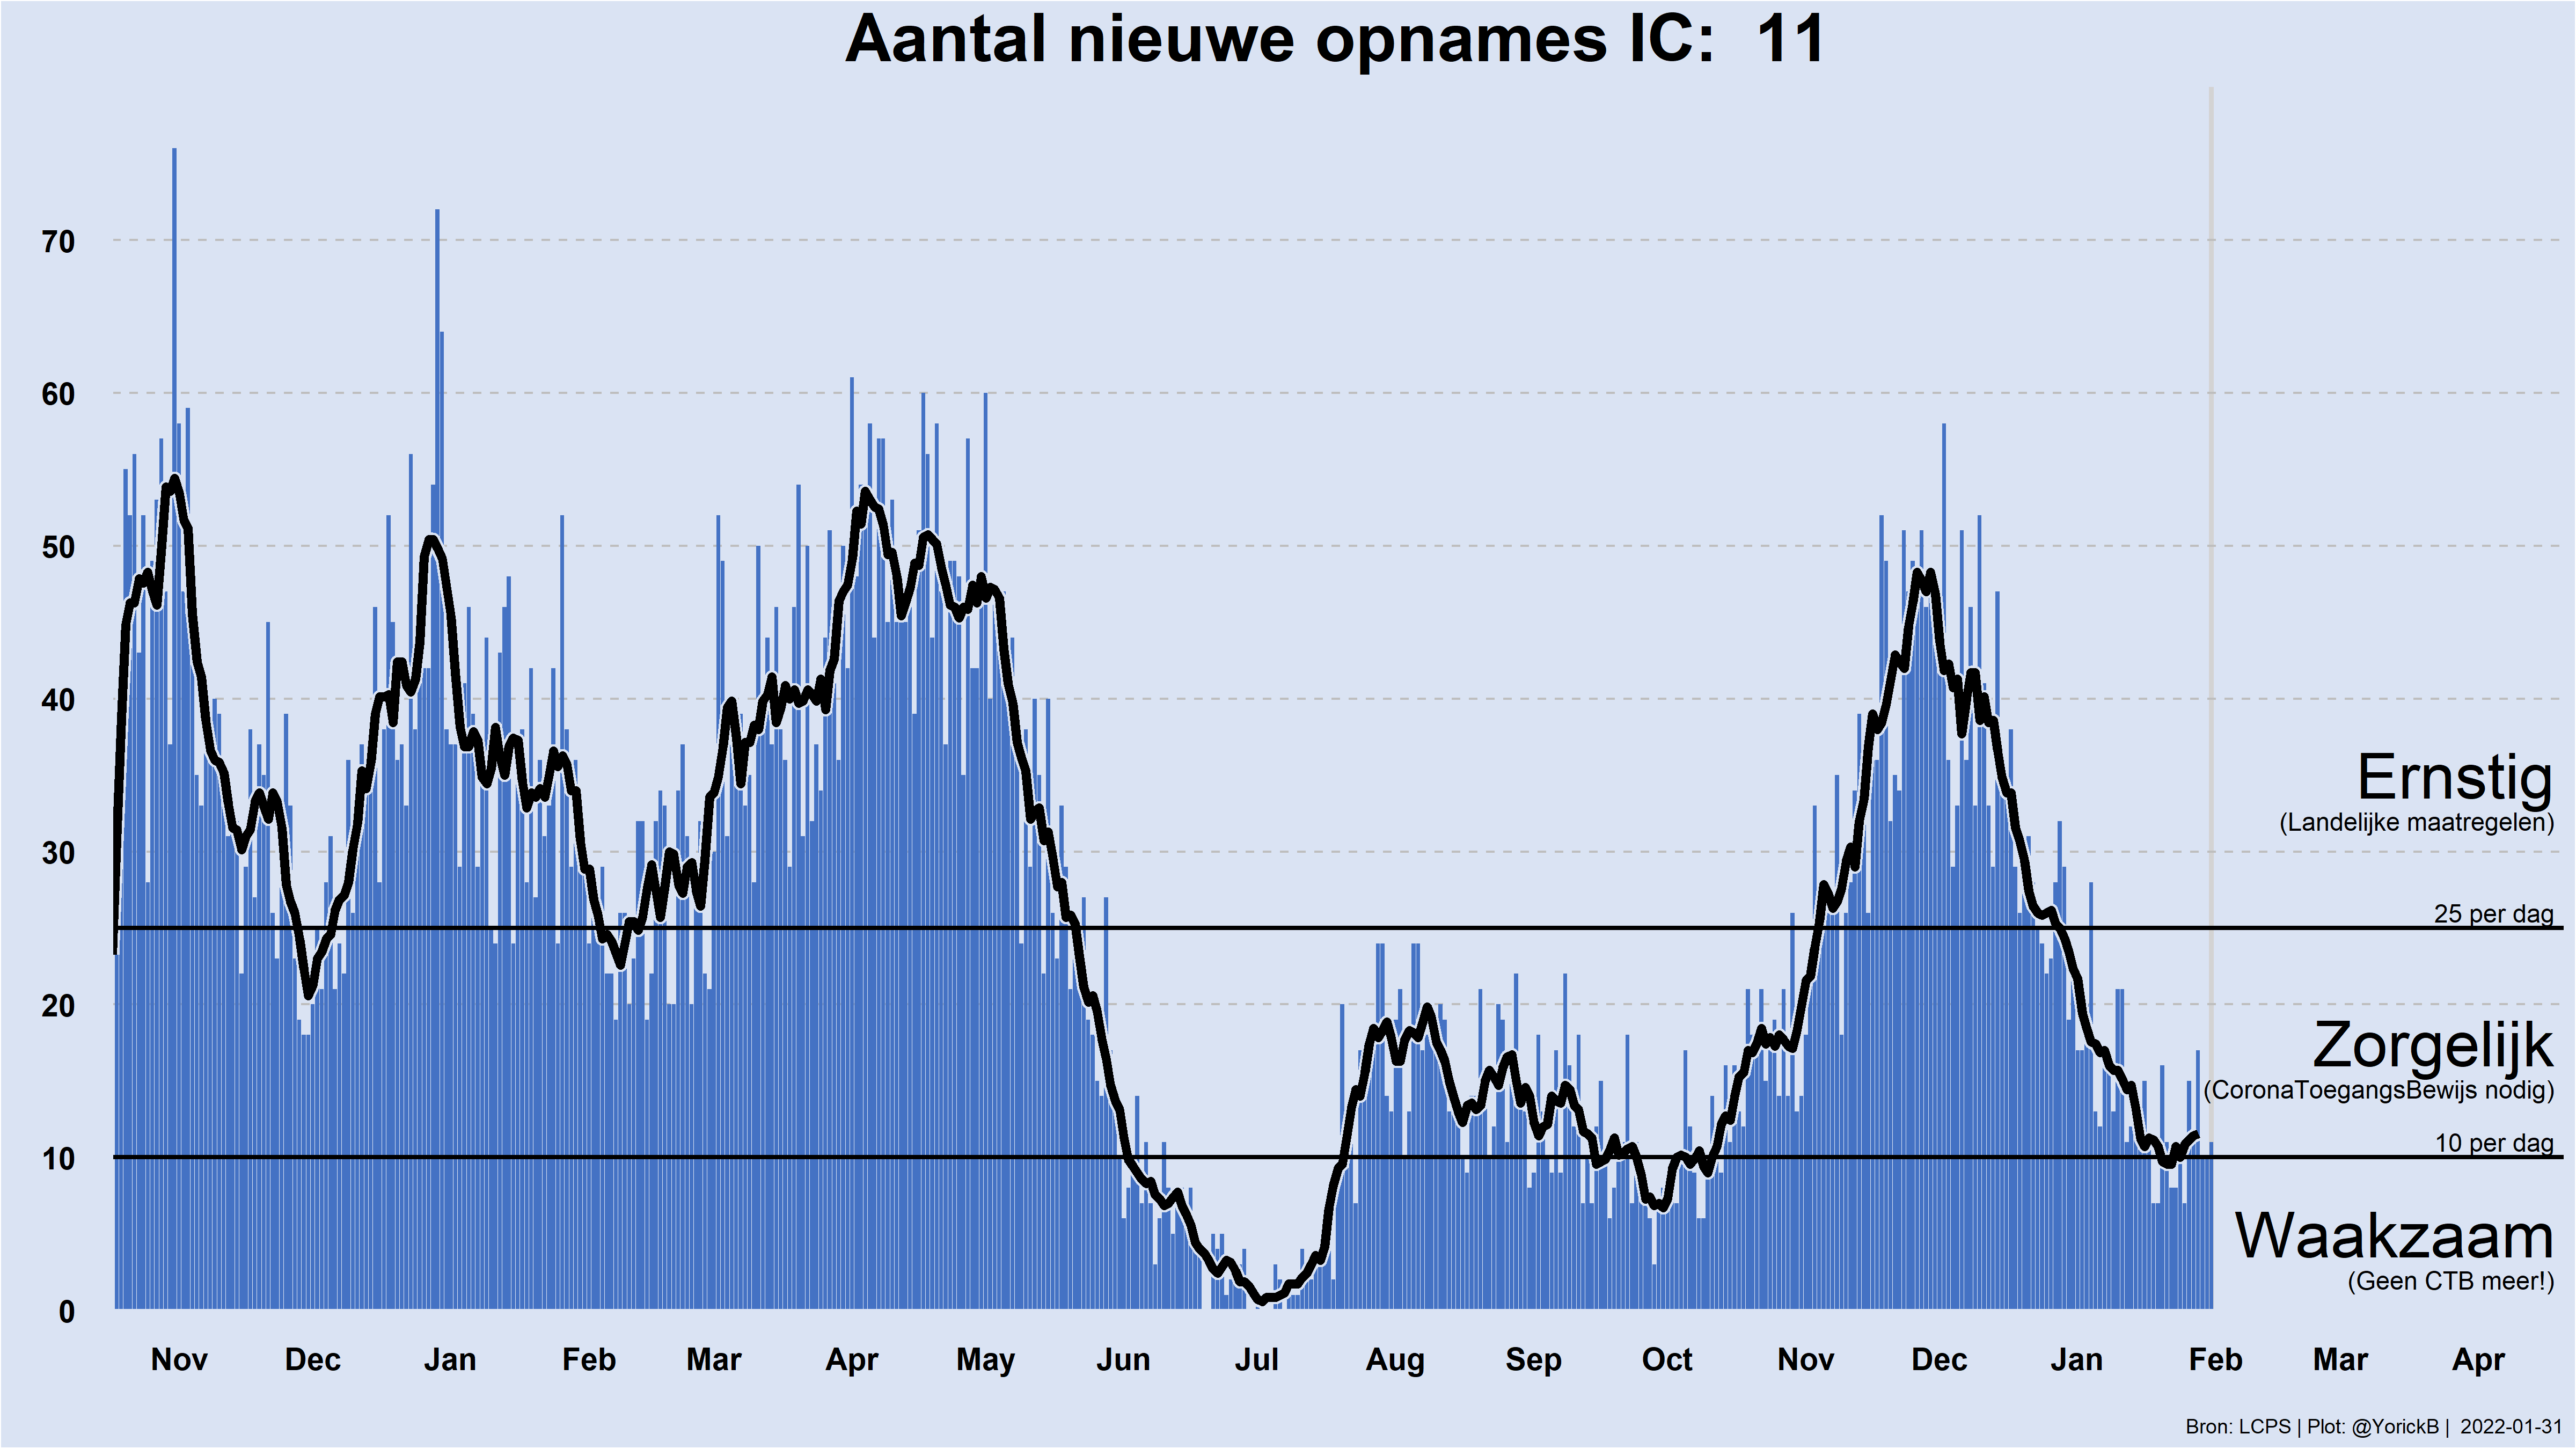 Aantal nieuwe opnames IC:  11
70
60
50
40
30
20
10
0
Ernstig
(Landelijke maatregelen)
25 per dag
Zorgelijk
(CoronaToegangsBewijs nodig)
10 per dag
Waakzaam
(Geen CTB meer!)
Nov Dec Jan Feb Mar Apr May Jun Jul Aug Sep Oct Nov Dec Jan Feb Mar Apr
Bron: LCPS | Plot: @YorickB |  2022-01-31